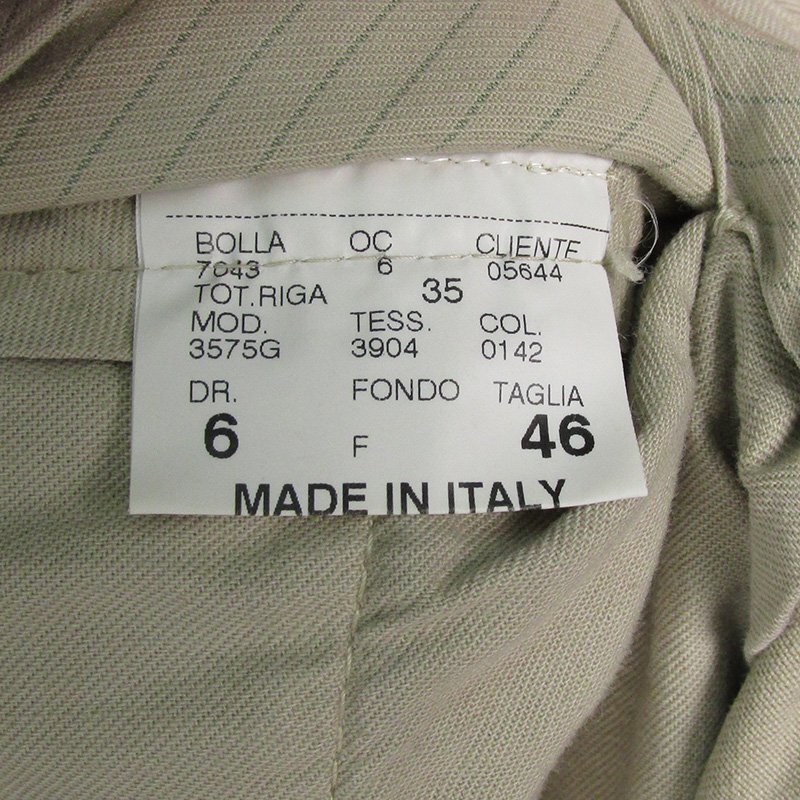 BOLLA OC CLIENTE
7043 6 05644
TOT.RIGA 35
MOD. TESS. COL.
3575G 3904 0142
DR. FONDO TAGLIA
6 F 46
MADE IN ITALY